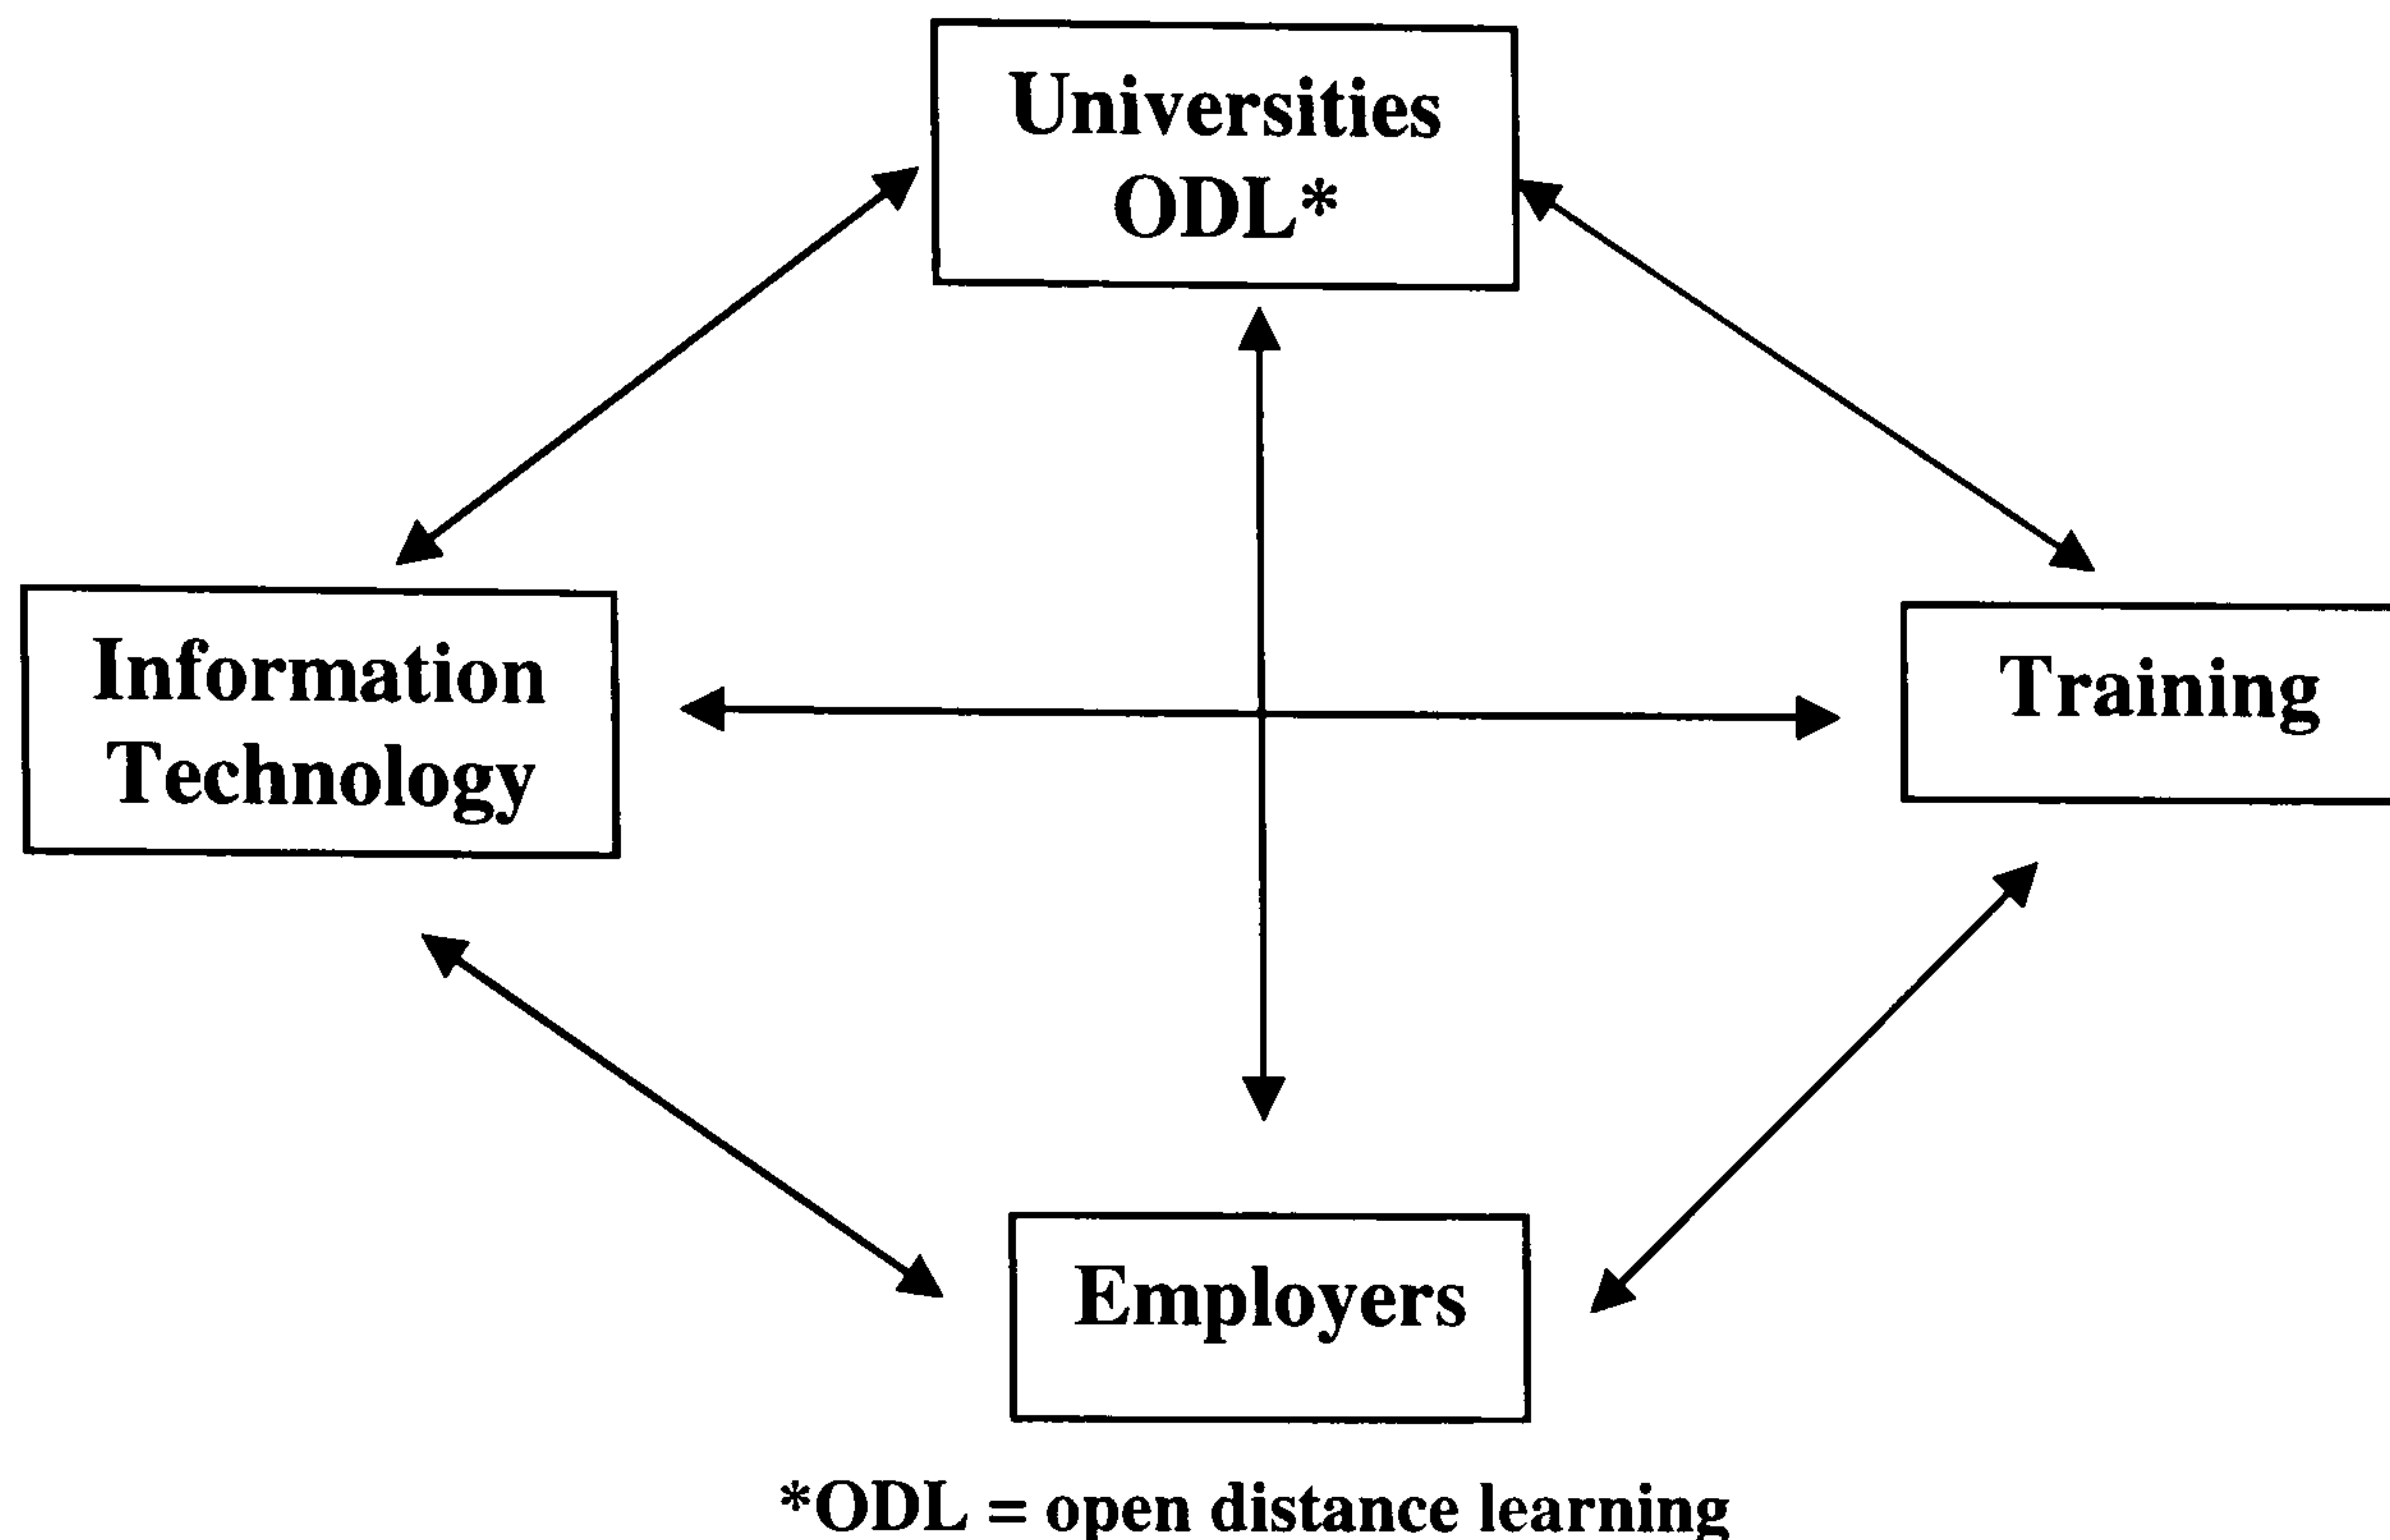 Universities
ODL*
Information
Technology
Training
Employers
*ODL = open distance learning